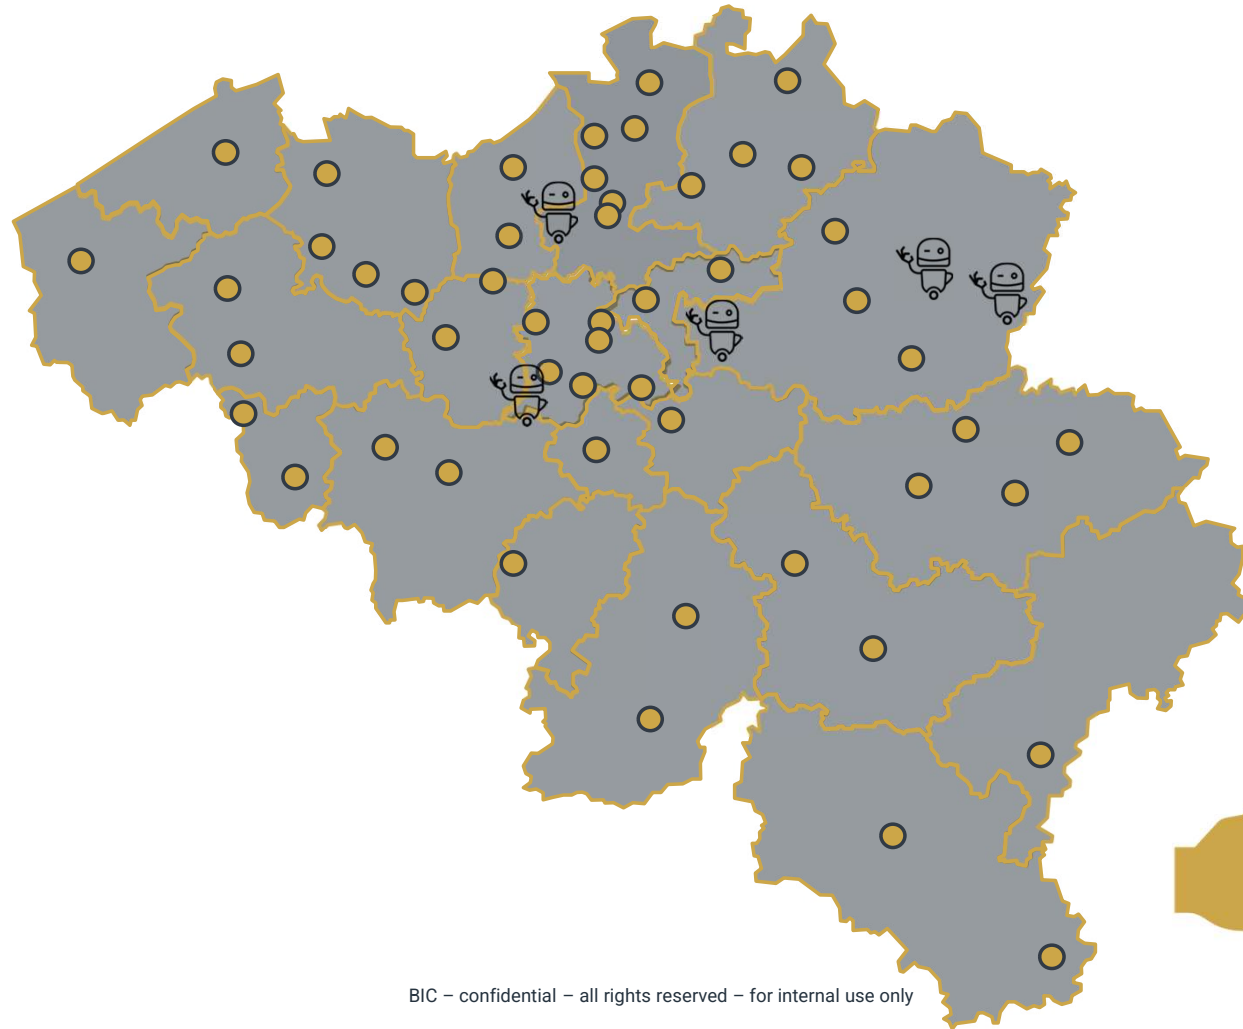 BIC – confidential – all rights reserved – for internal use only